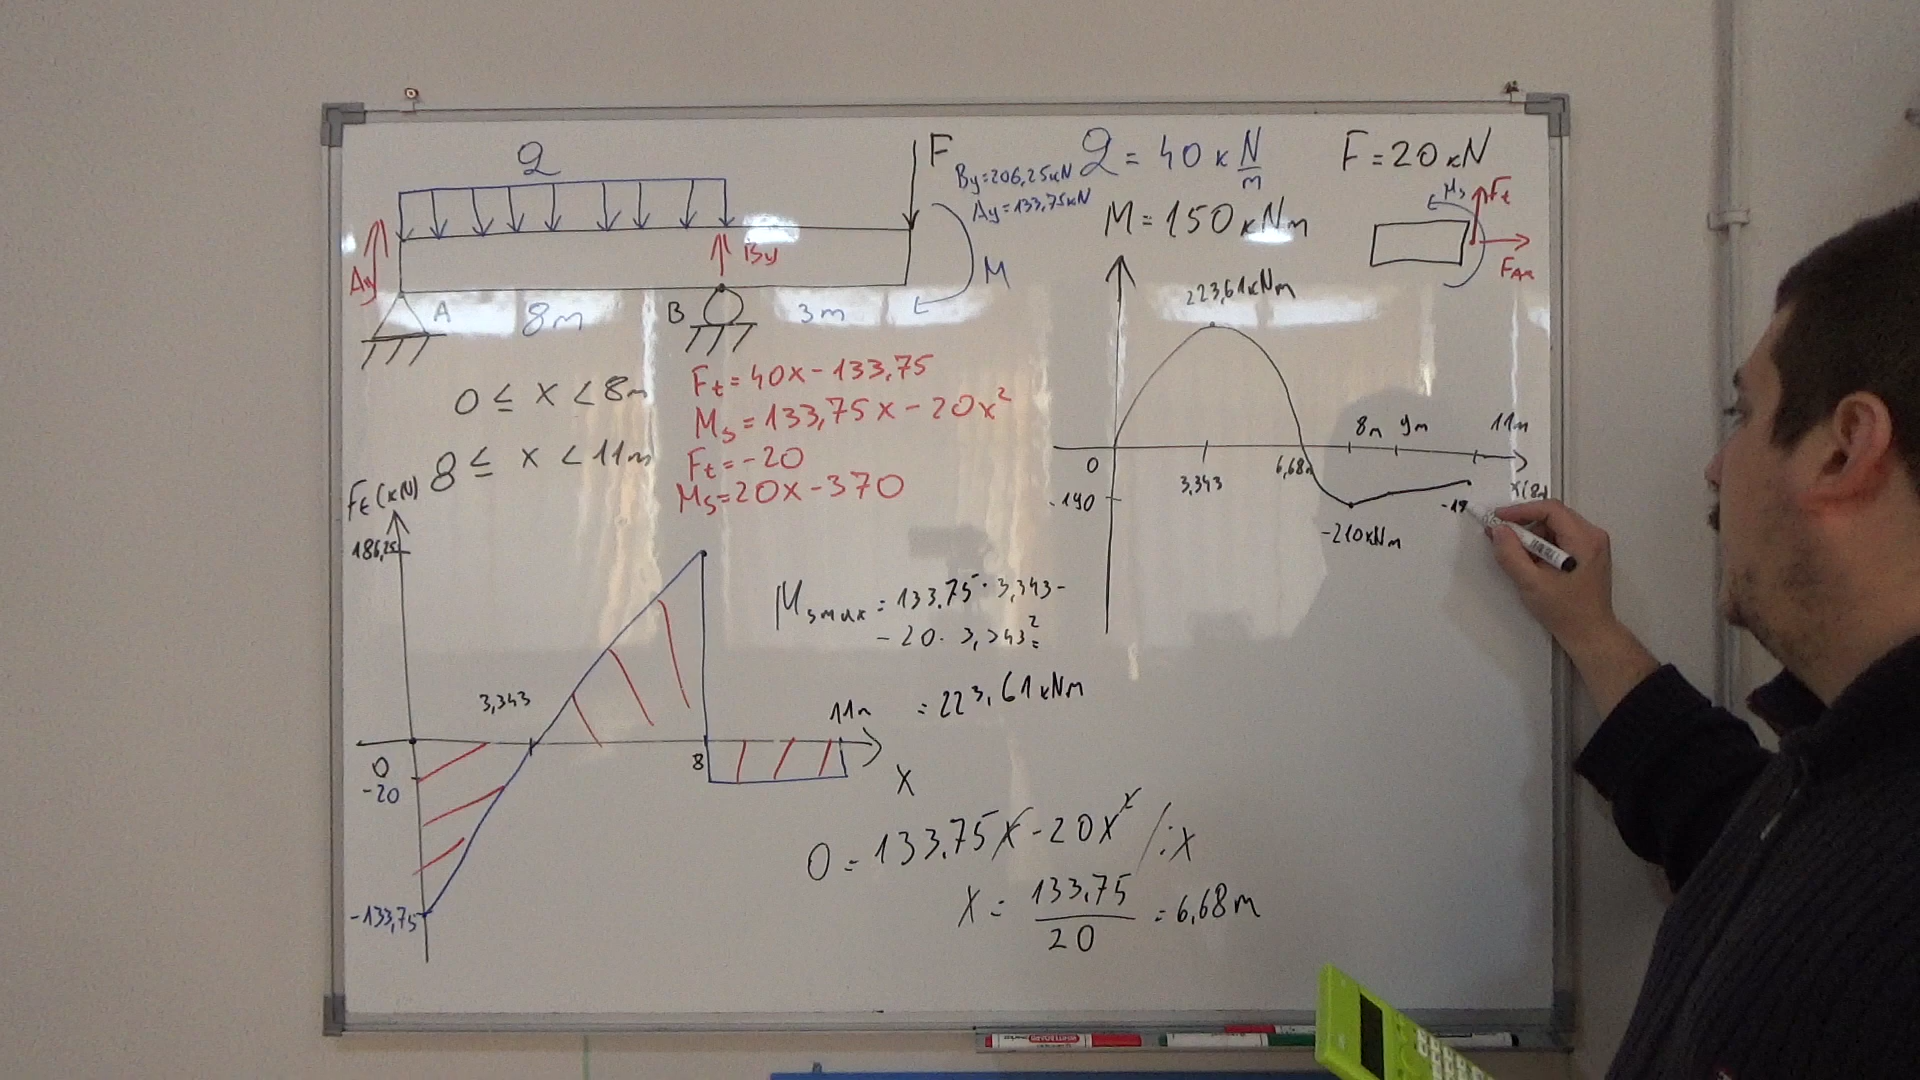 Q
F
By=206,25kN
Ay=133,75kN
Q = 40 k N/m
F = 20 kN
M = 150 kNm
Ms
Ft
Ay
By
M
A
8m
B
3m
0 ≤ x < 8m
Ft = 40x - 133,75
Ms = 133,75x - 20x²
8 ≤ x < 11m
Ft = -20
Ms = 20x - 370
223,61kNm
8m
9m
11m
0
3,343
6,68m
-190
-210kNm
Ft (kN)
186,25
3,343
0
-20
8
11m
X
-133,75
Msmax = 133,75 · 3,343 -
- 20 · 3,343² =
= 223,61kNm
0 = 133,75x - 20x² / : x
x = 133,75 / 20 = 6,68m